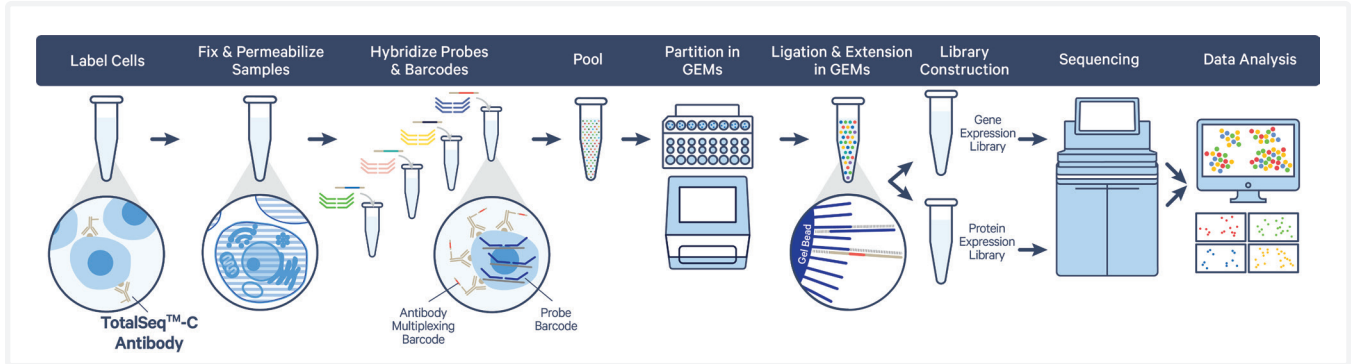 Label Cells
Fix & Permeabilize
Samples
Hybridize Probes
& Barcodes
Pool
Partition in
GEMs
Ligation & Extension
in GEMs
Library
Construction
Sequencing
Data Analysis
TotalSeq™-C
Antibody
Antibody
Multiplexing
Barcode
Probe
Barcode
Gel Bead
Gene
Expression
Library
Protein
Expression
Library